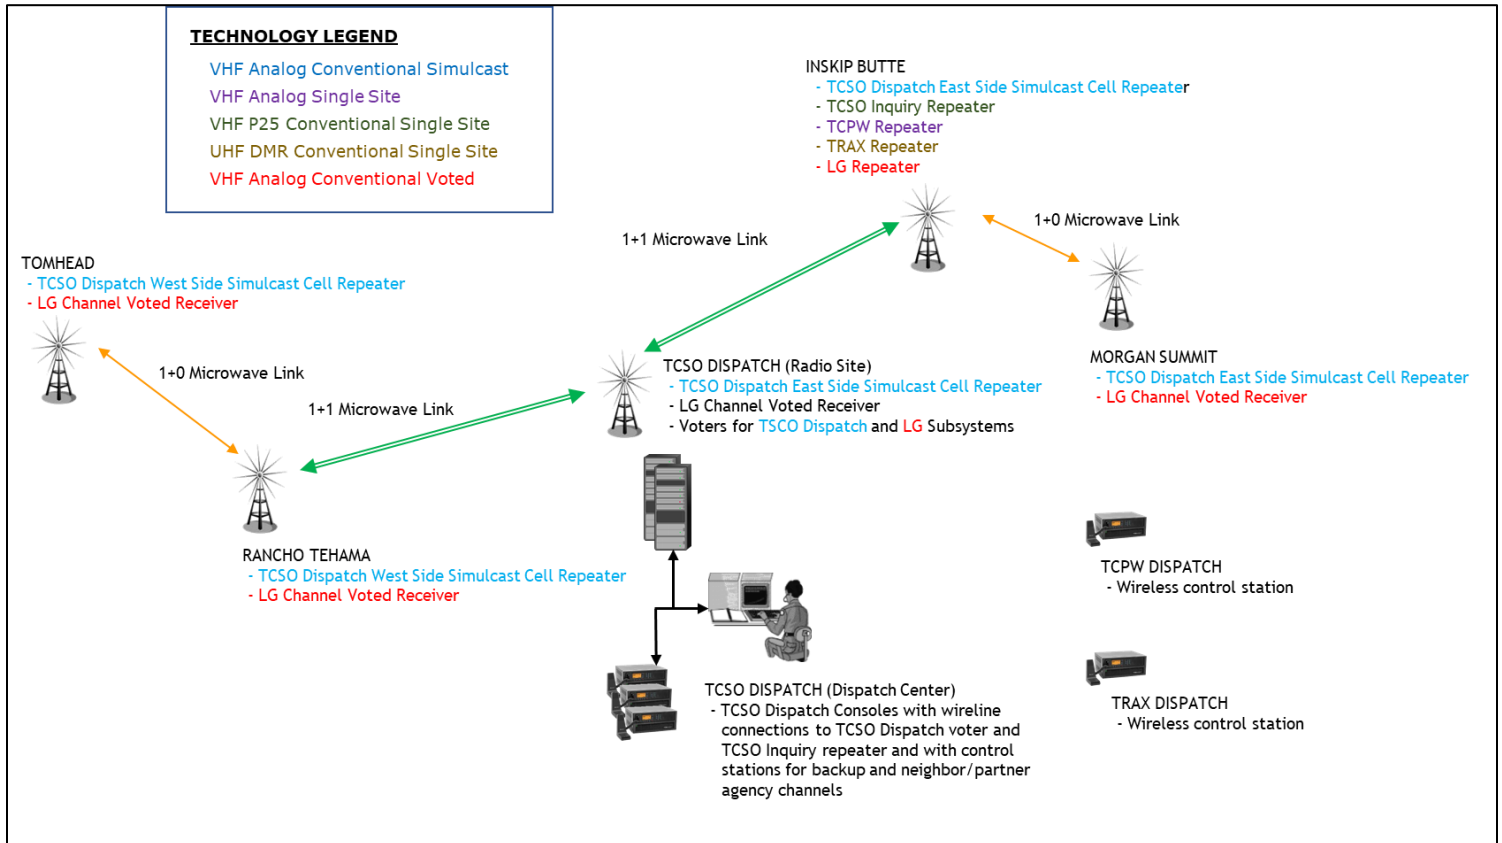 TECHNOLOGY LEGEND
VHF Analog Conventional Simulcast
VHF Analog Single Site
VHF P25 Conventional Single Site
UHF DMR Conventional Single Site
VHF Analog Conventional Voted
INSKIP BUTTE
- TCSO Dispatch East Side Simulcast Cell Repeater
- TCSO Inquiry Repeater
- TCPW Repeater
- TRAX Repeater
- LG Repeater
1+1 Microwave Link
1+0 Microwave Link
TOMHEAD
- TCSO Dispatch West Side Simulcast Cell Repeater
- LG Channel Voted Receiver
1+0 Microwave Link
1+1 Microwave Link
TCSO DISPATCH (Radio Site)
- TCSO Dispatch East Side Simulcast Cell Repeater
- LG Channel Voted Receiver
- Voters for TSCO Dispatch and LG Subsystems
MORGAN SUMMIT
- TCSO Dispatch East Side Simulcast Cell Repeater
- LG Channel Voted Receiver
RANCHO TEHAMA
- TCSO Dispatch West Side Simulcast Cell Repeater
- LG Channel Voted Receiver
TCPW DISPATCH
- Wireless control station
TCSO DISPATCH (Dispatch Center)
- TCSO Dispatch Consoles with wireline
connections to TCSO Dispatch voter and
TCSO Inquiry repeater and with control
stations for backup and neighbor/partner
agency channels
TRAX DISPATCH
- Wireless control station